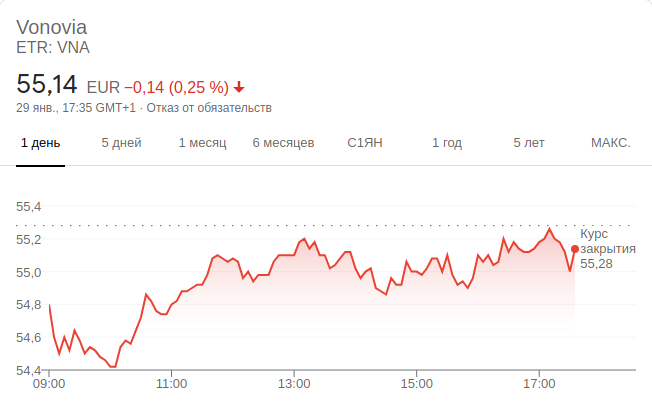 Vonovia
ETR: VNA
55,14 EUR −0,14 (0,25 %)
29 янв., 17:35 GMT+1 · Отказ от обязательств
1 день 5 дней 1 месяц 6 месяцев С1ЯН 1 год 5 лет МАКС.
55,4
55,2
55,0
54,8
54,6
54,4
Курс
закрытия
55,28
09:00 11:00 13:00 15:00 17:00